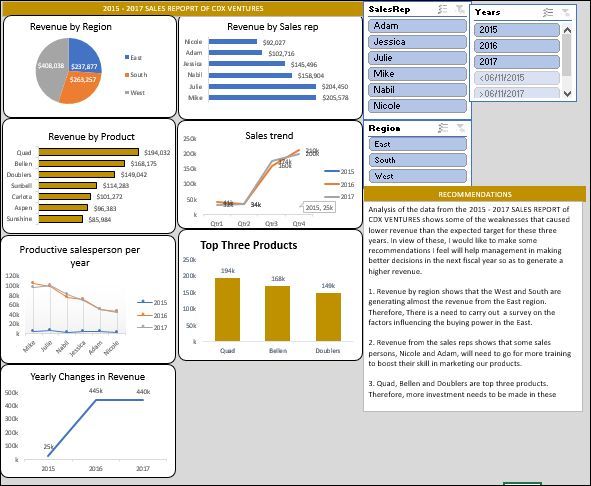 2015 - 2017 SALES REPOPRT OF CDX VENTURES
Revenue by Region
$408,038
$237,877
$263,257
East
South
West
Revenue by Sales rep
Nicole $92,027
Adam $102,716
Jessica $145,496
Nabil $158,904
Julie $204,450
Mike $205,578
SalesRep
Adam
Jessica
Julie
Mike
Nabil
Nicole
Years
2015
2016
2017
<06/11/2015
>06/11/2017
Region
East
South
West
Revenue by Product
Quad $194,032
Bellen $168,175
Doublers $149,042
Sunbell $114,283
Carlota $101,272
Aspen $96,383
Sunshine $85,984
Sales trend
250k
200k
150k
100k
50k
k
34k
160k
200k
2015, 25k
Qtr1 Qtr2 Qtr3 Qtr4
2015
2016
2017
RECOMMENDATIONS
Analysis of the data from the 2015 - 2017 SALES REPORT of
CDX VENTURES shows some of the weaknesses that caused
lower revenue than the expected target for these three
years. In view of these, I would like to make some
recommendations I feel will help management in making
better decisions in the next fiscal year so as to generate a
higher revenue.
1. Revenue by region shows that the West and South are
generating almost the revenue from the East region.
Therefore, There is a need to carry out a survey on the
factors influencing the buying power in the East.
2. Revenue from the sales reps shows that some sales
persons, Nicole and Adam, will need to go for more training
to boost their skill in marketing our products.
3. Quad, Bellen and Doublers are top three products.
Therefore, more investment needs to be made in these
Productive salesperson per
year
120k
100k
80k
60k
40k
20k
k
Mike Julie Nabil Jessica Adam Nicole
2015
2016
2017
Top Three Products
250k
200k
150k
100k
50k
k
194k
168k
149k
Quad Bellen Doublers
Yearly Changes in Revenue
500k
400k
300k
200k
100k
k
25k
445k
440k
2015 2016 2017